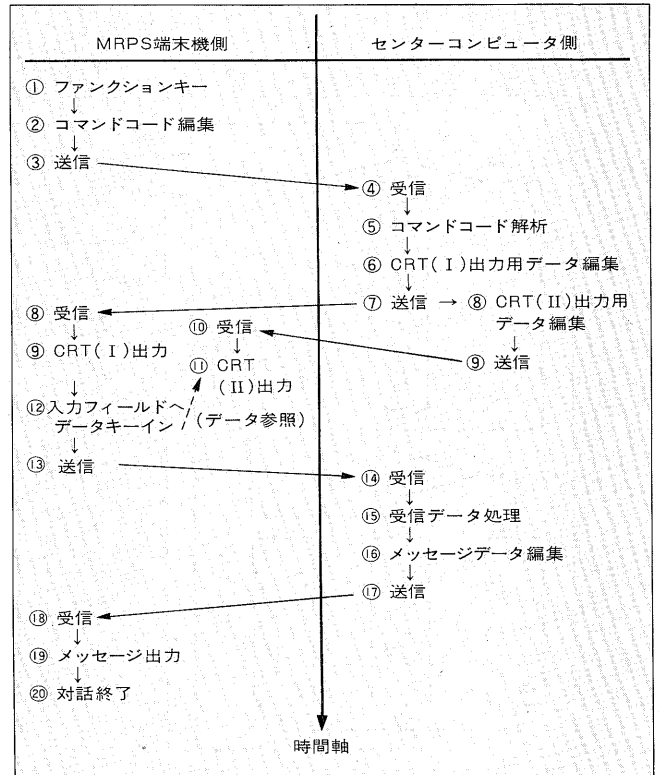 MRPS端末機側
センターコンピュータ側
① ファンクションキー
② コマンドコード編集
③ 送信
④ 受信
⑤ コマンドコード解析
⑥ CRT(Ⅰ)出力用データ編集
⑦ 送信 → ⑧ CRT(Ⅱ)出力用
データ編集
⑨ 送信
⑧ 受信
⑨ CRT(Ⅰ)出力
⑩ 受信
⑪ CRT
(Ⅱ)出力
⑫入力フィールドへ
データキーイン
(データ参照)
⑬ 送信
⑭ 受信
⑮ 受信データ処理
⑯ メッセージデータ編集
⑰ 送信
⑱ 受信
⑲ メッセージ出力
⑳ 対話終了
時間軸